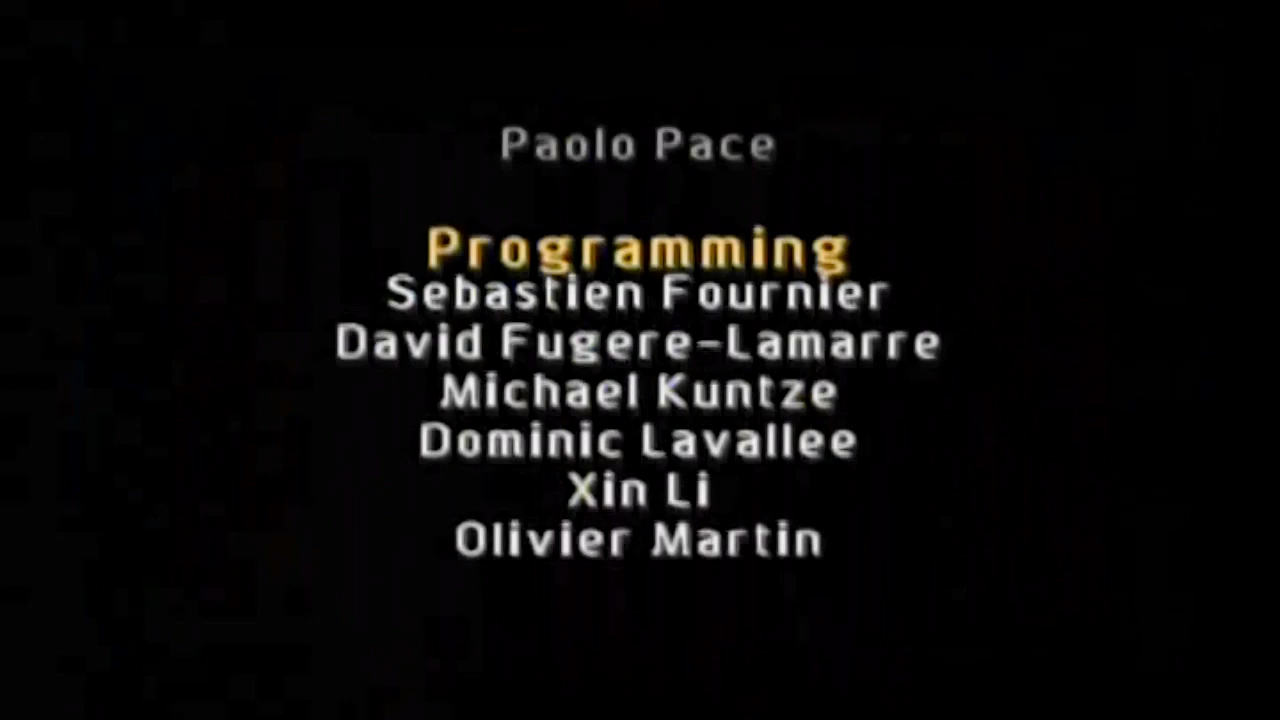 Paolo Pace
Programming
Sebastien Fournier
David Fugere-Lamarre
Michael Kuntze
Dominic Lavallee
Xin Li
Olivier Martin